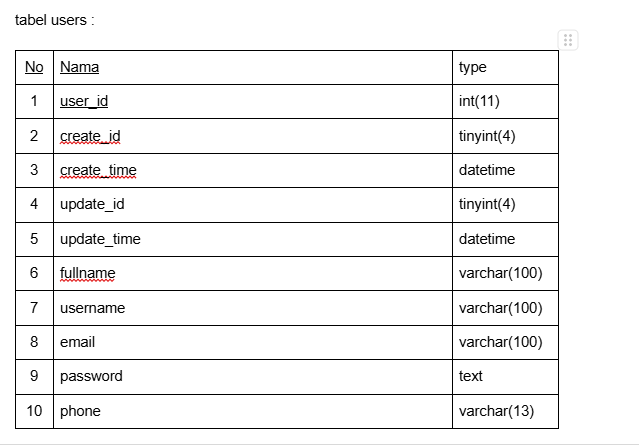 tabel users :
No Nama type
1 user_id int(11)
2 create_id tinyint(4)
3 create_time datetime
4 update_id tinyint(4)
5 update_time datetime
6 fullname varchar(100)
7 username varchar(100)
8 email varchar(100)
9 password text
10 phone varchar(13)